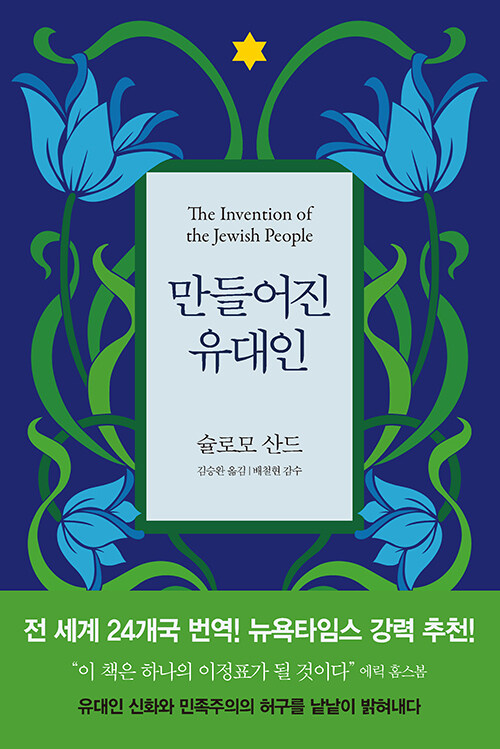 The Invention of
the Jewish People
만들어진
유대인
슐로모 산드
김승완 옮김 | 배철현 감수
전 세계 24개국 번역! 뉴욕타임스 강력 추천!
“이 책은 하나의 이정표가 될 것이다” 에릭 홉스봄
유대인 신화와 민족주의의 허구를 낱낱이 밝혀내다